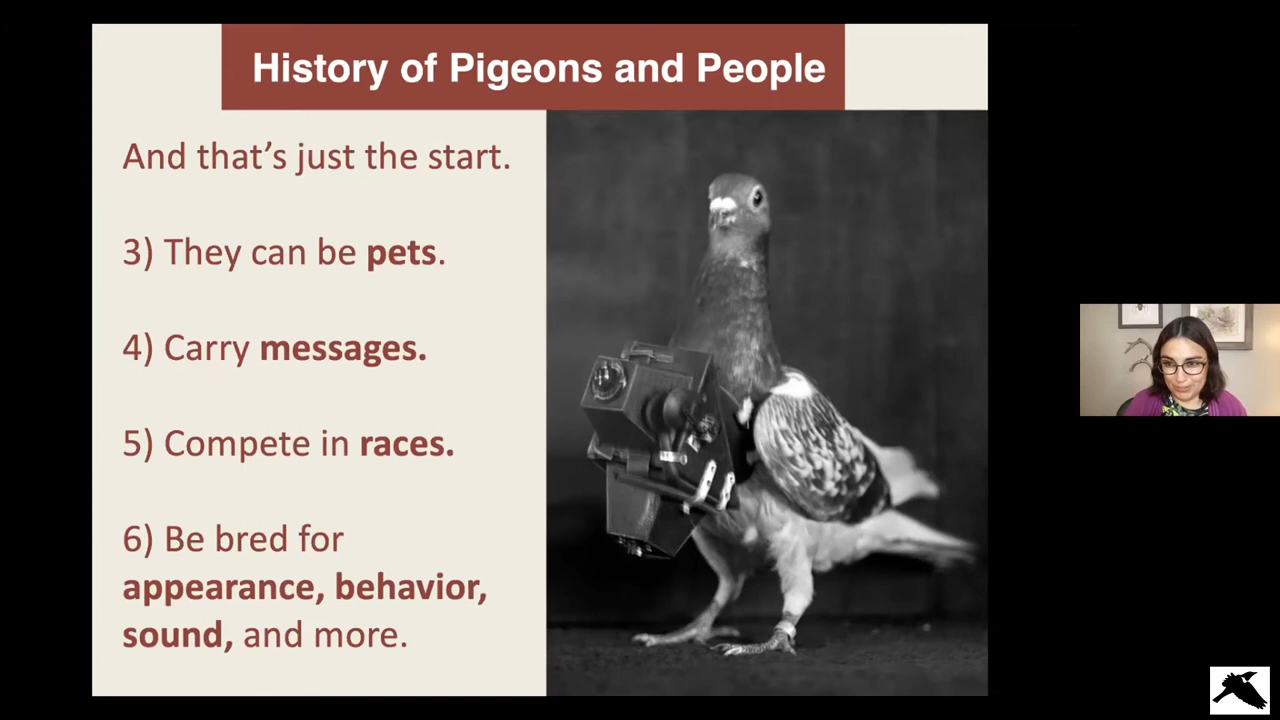 History of Pigeons and People
And that’s just the start.
3) They can be pets.
4) Carry messages.
5) Compete in races.
6) Be bred for
appearance, behavior,
sound, and more.